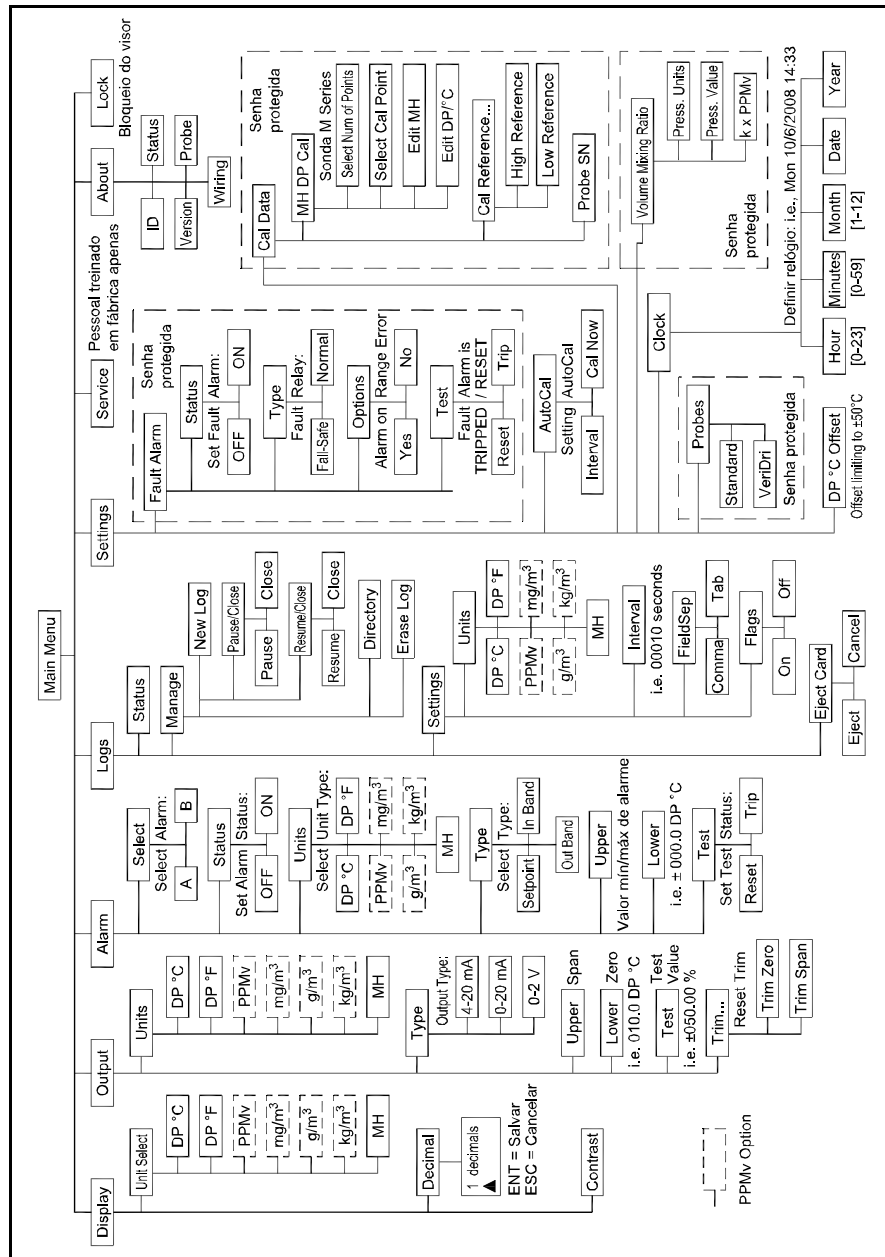 Main Menu
Display
Unit Select
DP °C
DP °F
PPMv
mg/m³
g/m³
kg/m³
MH
Decimal
1 decimals
▲
ENT = Salvar
ESC = Cancelar
Contrast
PPMv Option
Output
Units
DP °C
DP °F
PPMv
mg/m³
g/m³
kg/m³
MH
Type
Output Type:
4-20 mA
0-20 mA
0-2 V
Upper
Span
Lower
Zero
i.e. 010.0 DP °C
Test
Test
Value
i.e. ±050.00 %
Trim...
Reset Trim
Trim Zero
Trim Span
Alarm
Select
Select Alarm:
A
B
Status
Set Alarm Status:
OFF
ON
Units
Select Unit Type:
DP °C
DP °F
PPMv
mg/m³
g/m³
kg/m³
MH
Type
Select Type:
Setpoint
In Band
Out Band
Upper
Valor mín/máx de alarme
Lower
i.e. ± 000.0 DP °C
Test
Set Test Status:
Reset
Trip
Logs
Status
Manage
New Log
Pause/Close
Pause
Close
Resume/Close
Resume
Close
Directory
Erase Log
Settings
Units
DP °C
DP °F
PPMv
mg/m³
g/m³
kg/m³
MH
Interval
i.e. 00010 seconds
FieldSep
Comma
Tab
Flags
On
Off
Eject Card
Eject
Cancel
Settings
Fault Alarm
Senha
protegida
Status
Set Fault Alarm:
OFF
ON
Type
Fault Relay:
Fail-Safe
Normal
Options
Alarm on Range Error
Yes
No
Test
Fault Alarm is
TRIPPED / RESET
Reset
Trip
AutoCal
Setting AutoCal
Interval
Cal Now
Cal Data
Senha
protegida
MH DP Cal
Sonda M Series
Select Num of Points
Select Cal Point
Edit MH
Edit DP/°C
Cal Reference...
High Reference
Low Reference
Probe SN
Volume Mixing Ratio
Press. Units
Press. Value
k x PPMv
Senha
protegida
Clock
Definir relógio: i.e., Mon 10/6/2008 14:33
Hour
Minutes
Month
Date
Year
[0-23]
[0-59]
[1-12]
Probes
Standard
VeriDri
Senha protegida
DP °C Offset
Offset limiting to ±50°C
Service
Pessoal treinado
em fábrica apenas
About
ID
Status
Version
Probe
Wiring
Lock
Bloqueio do visor